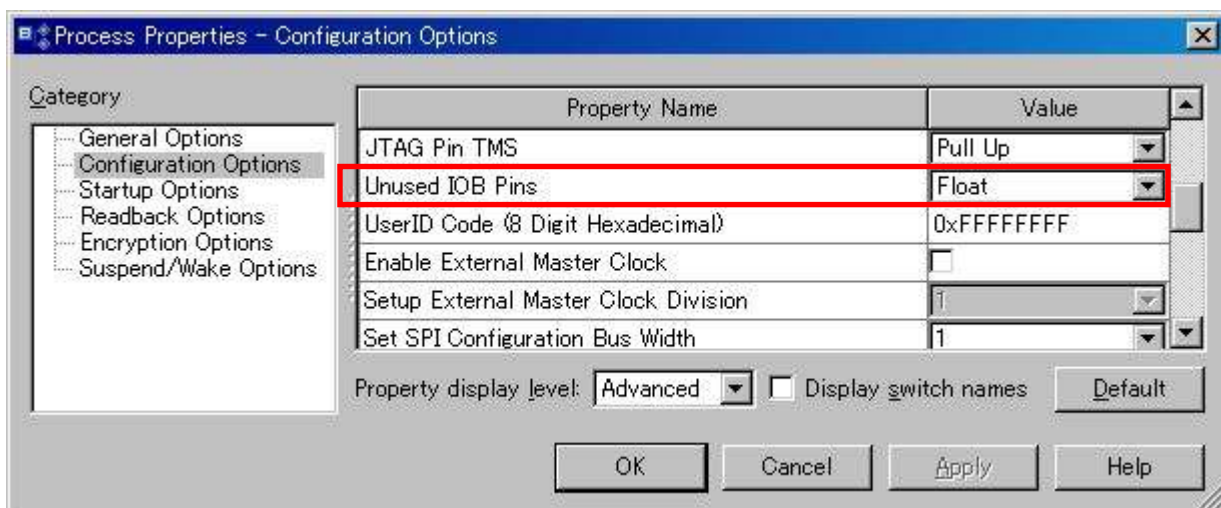 Process Properties - Configuration Options
Category
General Options
Configuration Options
Startup Options
Readback Options
Encryption Options
Suspend/Wake Options
Property Name Value
JTAG Pin TMS Pull Up
Unused IOB Pins Float
UserID Code (8 Digit Hexadecimal) 0xFFFFFFFF
Enable External Master Clock
Setup External Master Clock Division 1
Set SPI Configuration Bus Width 1
Property display level: Advanced Display switch names Default
OK Cancel Apply Help